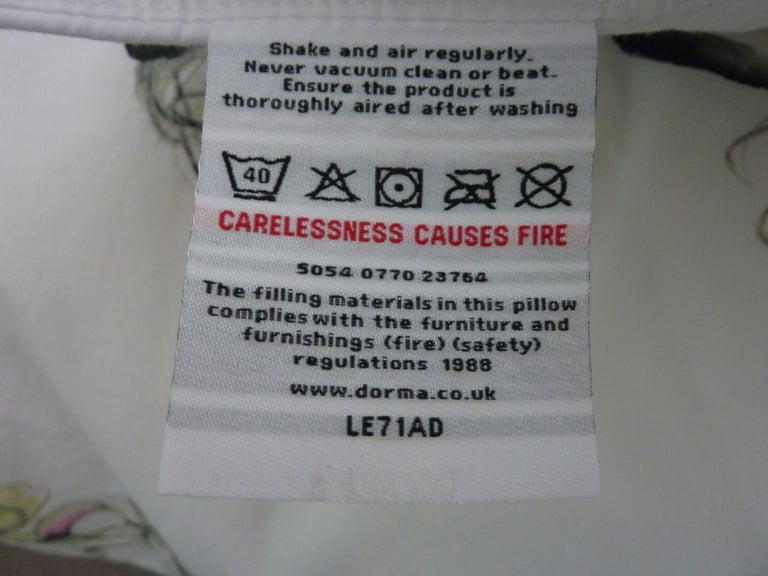 Shake and air regularly.
Never vacuum clean or beat.
Ensure the product is
thoroughly aired after washing
40
CARELESSNESS CAUSES FIRE
5054 0770 23764
The filling materials in this pillow
complies with the furniture and
furnishings (fire) (safety)
regulations 1988
www.dorma.co.uk
LE71AD